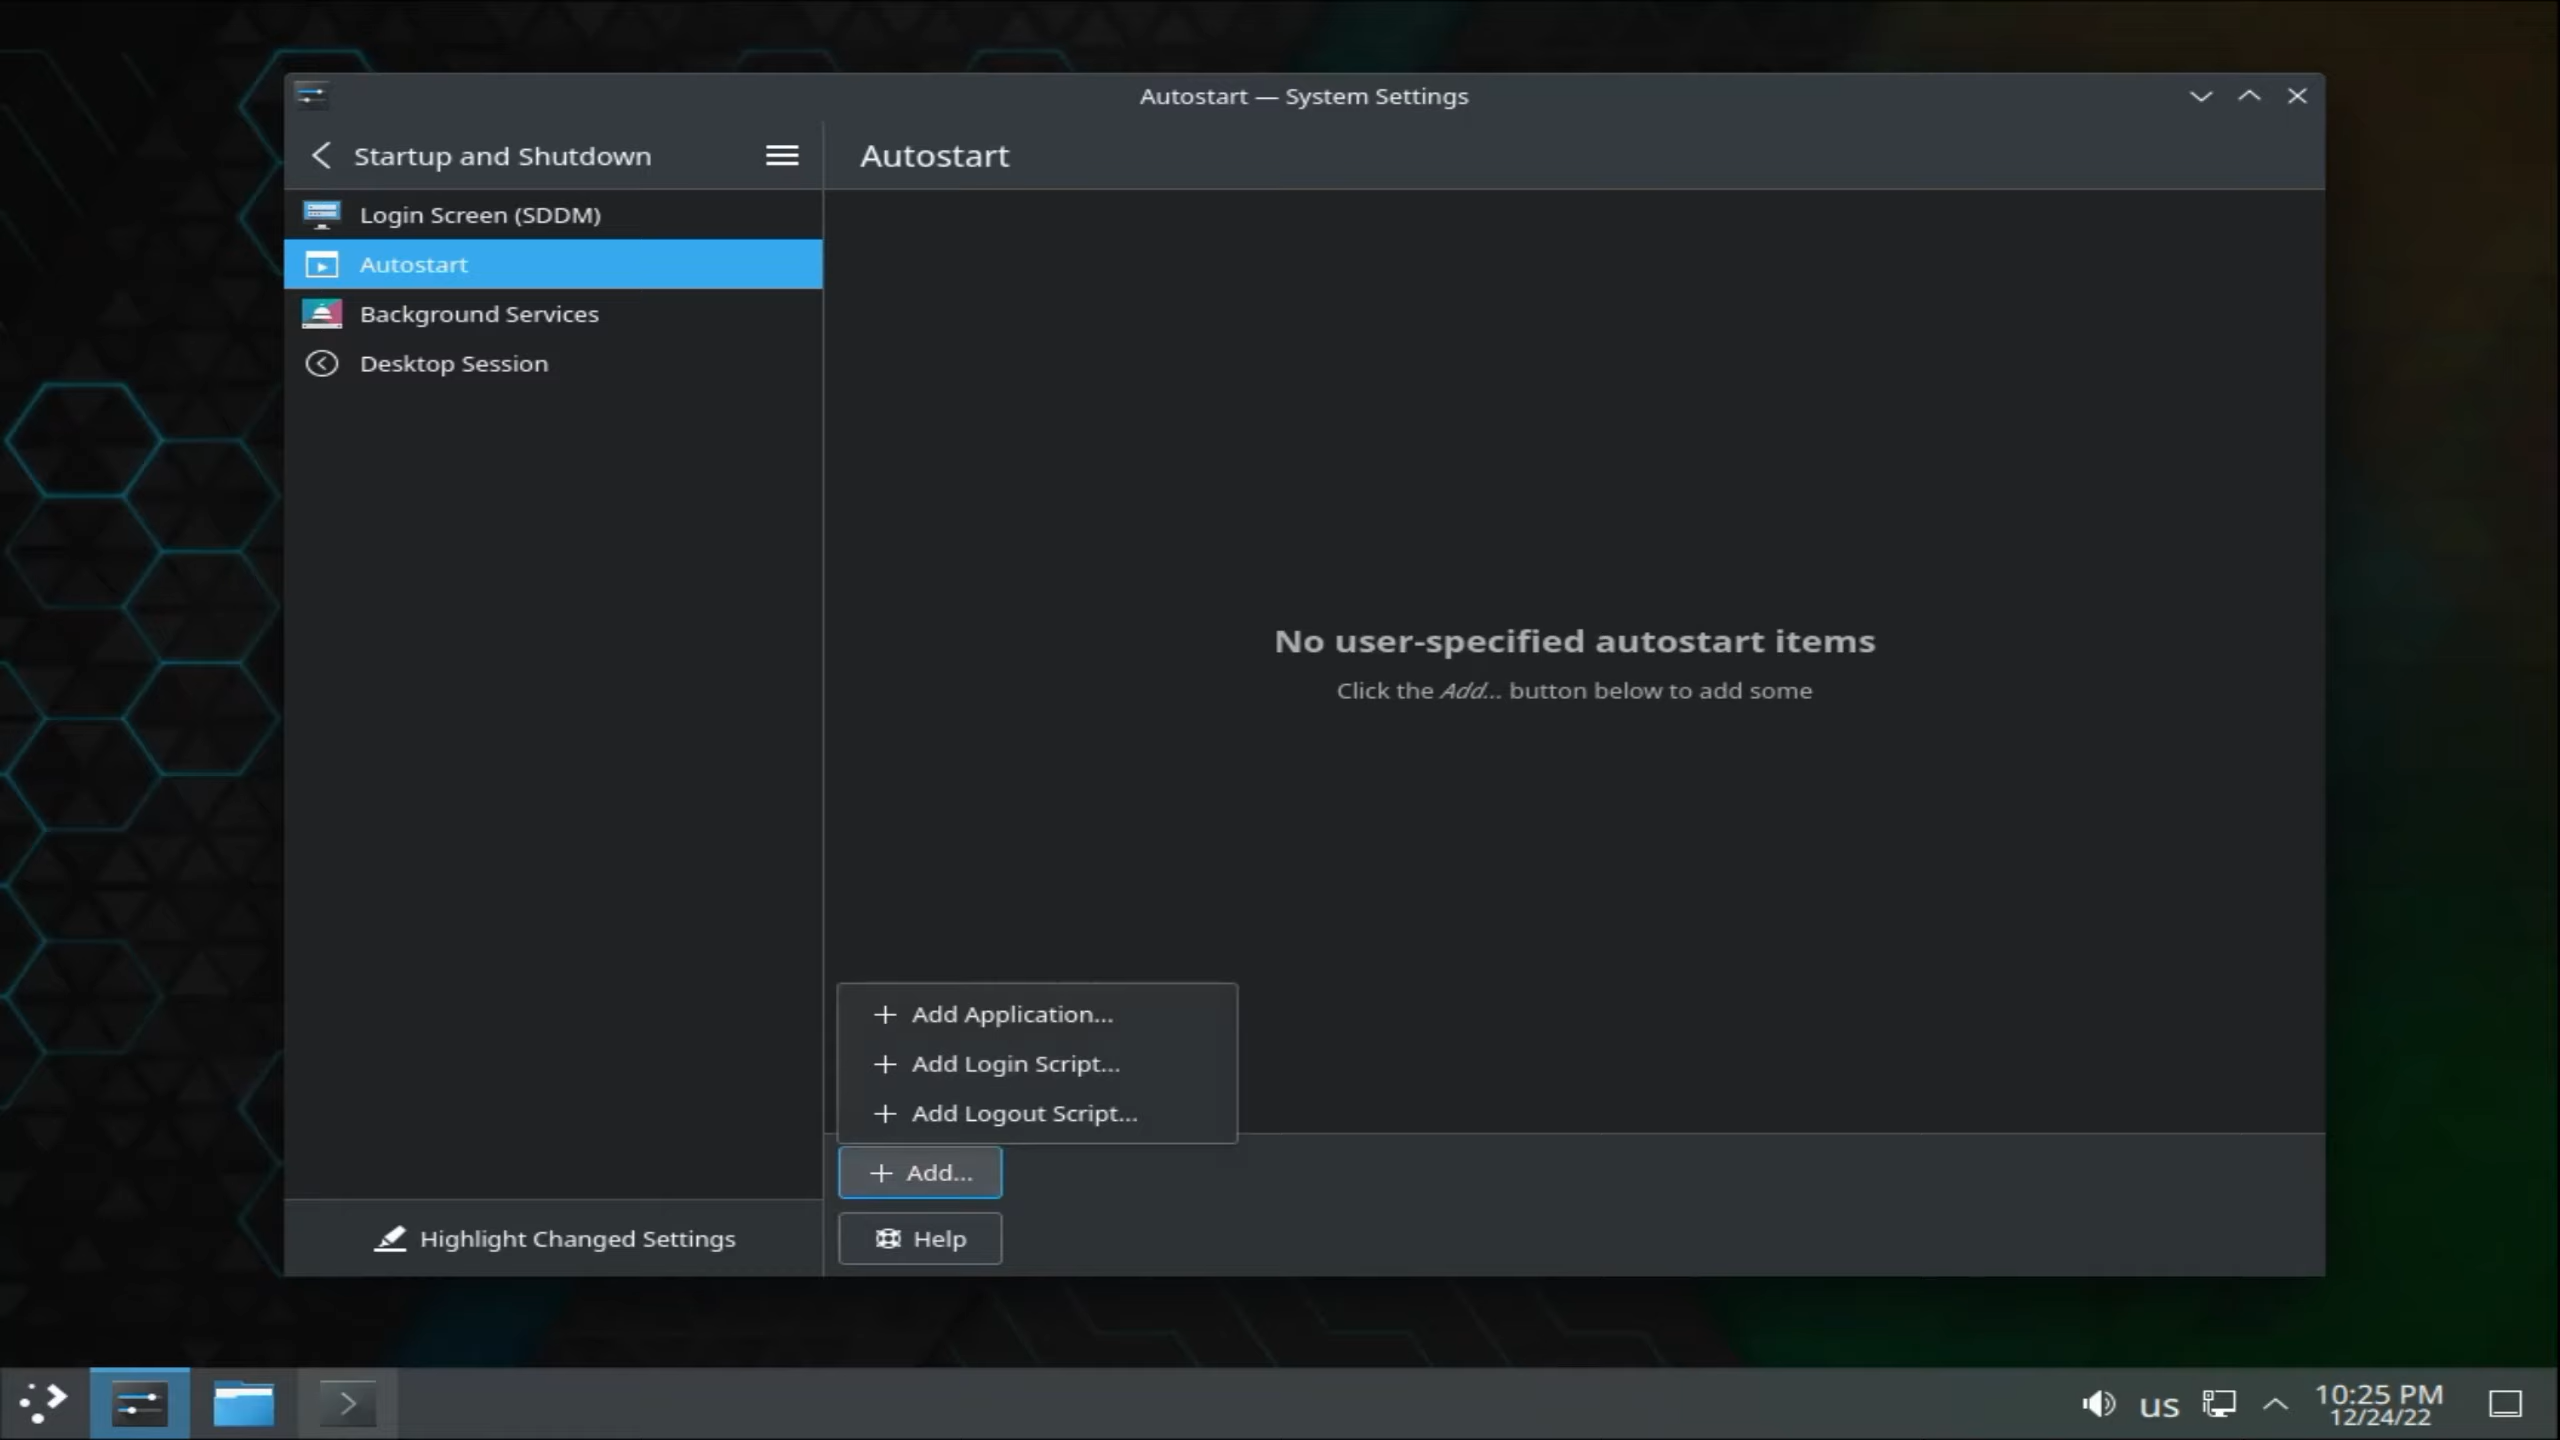 Autostart — System Settings
Startup and Shutdown
Autostart
Login Screen (SDDM)
Autostart
Background Services
Desktop Session
No user-specified autostart items
Click the Add... button below to add some
Add Application...
Add Login Script...
Add Logout Script...
Add...
Highlight Changed Settings
Help
us
10:25 PM
12/24/22